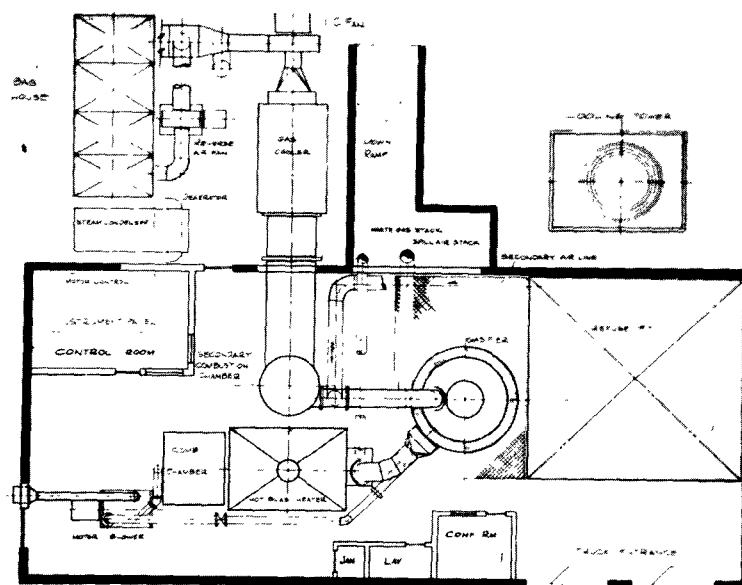 I.D. FAN
BAG
HOUSE
REVERSE
AIR FAN
GAS
COOLER
DOWN
RAMP
COOLING TOWER
DEAERATOR
STEAM CONDENSER
WASTE GAS STACK
SPILL AIR STACK
SECONDARY AIR LINE
MOTOR CONTROL
INSTRUMENT PANEL
CONTROL ROOM
SECONDARY
COMBUSTION
CHAMBER
GASIFIER
REFUSE PIT
COMB
CHAMBER
HOT BLAST HEATER
MOTOR BLOWER
JAN
LAV
CONF RM
TRUCK ENTRANCE